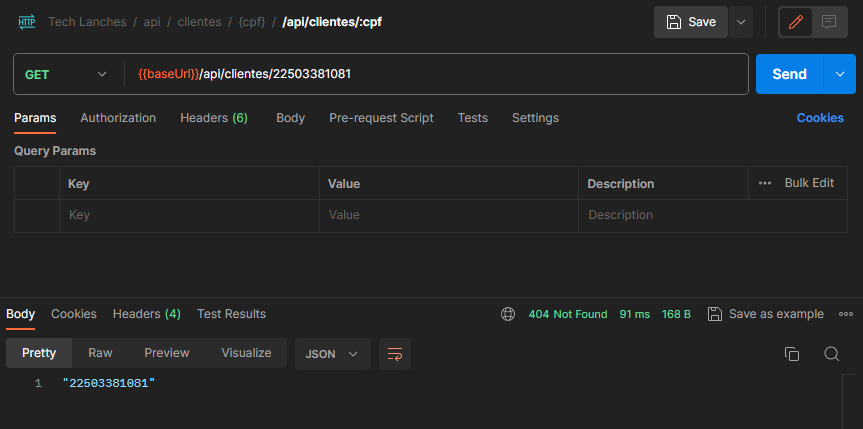 HTTP Tech Lanches / api / clientes / {cpf} / /api/clientes/:cpf Save
GET {{baseUrl}}/api/clientes/22503381081 Send
Params Authorization Headers (6) Body Pre-request Script Tests Settings Cookies
Query Params
Key Value Description ••• Bulk Edit
Key Value Description
Body Cookies Headers (4) Test Results 404 Not Found 91 ms 168 B Save as example
Pretty Raw Preview Visualize JSON
1 "22503381081"